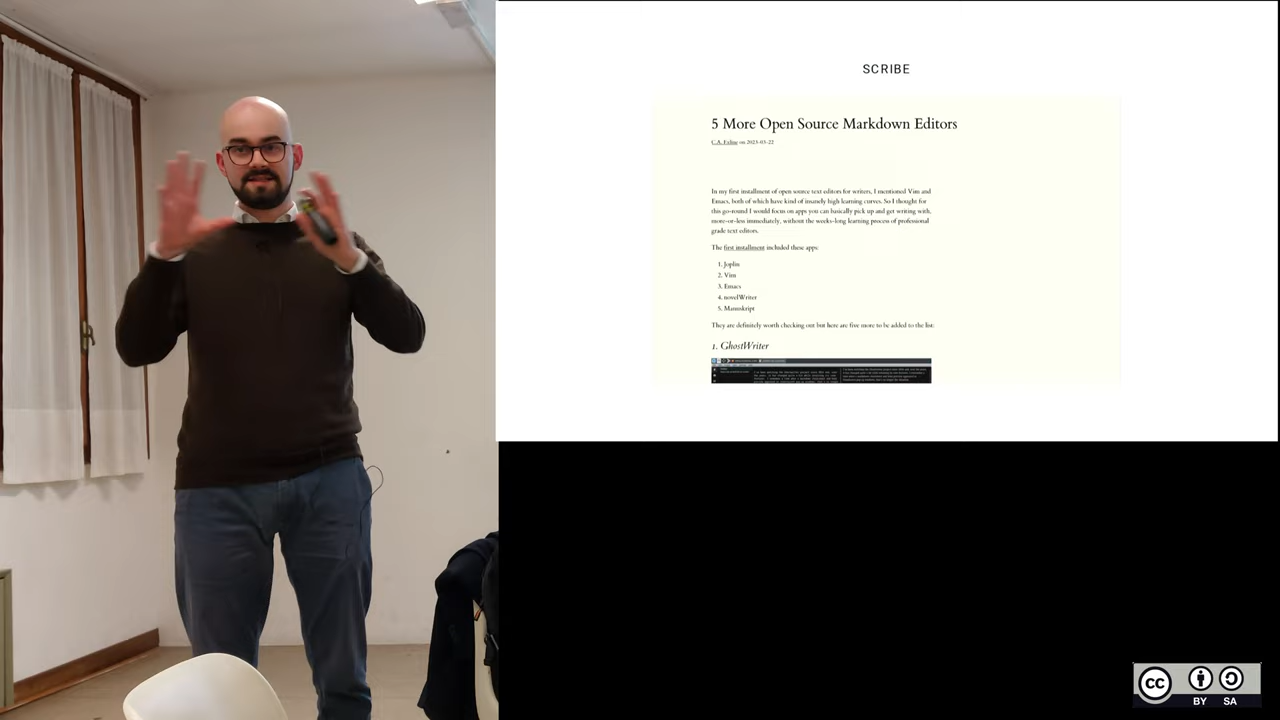 SCRIBE
5 More Open Source Markdown Editors
on 2023-03-22
In my first installment of open source text editors for writers, I mentioned Vim and
Emacs, both of which have kind of insanely high learning curves. So I thought for
this go-round I would focus on apps you can basically pick up and get writing with,
more-or-less immediately, without the weeks-long learning process of professional
grade text editors.
The first installment included these apps:
1. Joplin
2. Vim
3. Emacs
4. novelWriter
5. Manuskript
They are definitely worth checking out but here are five more to be added to the list:
1. GhostWriter
CC
BY SA